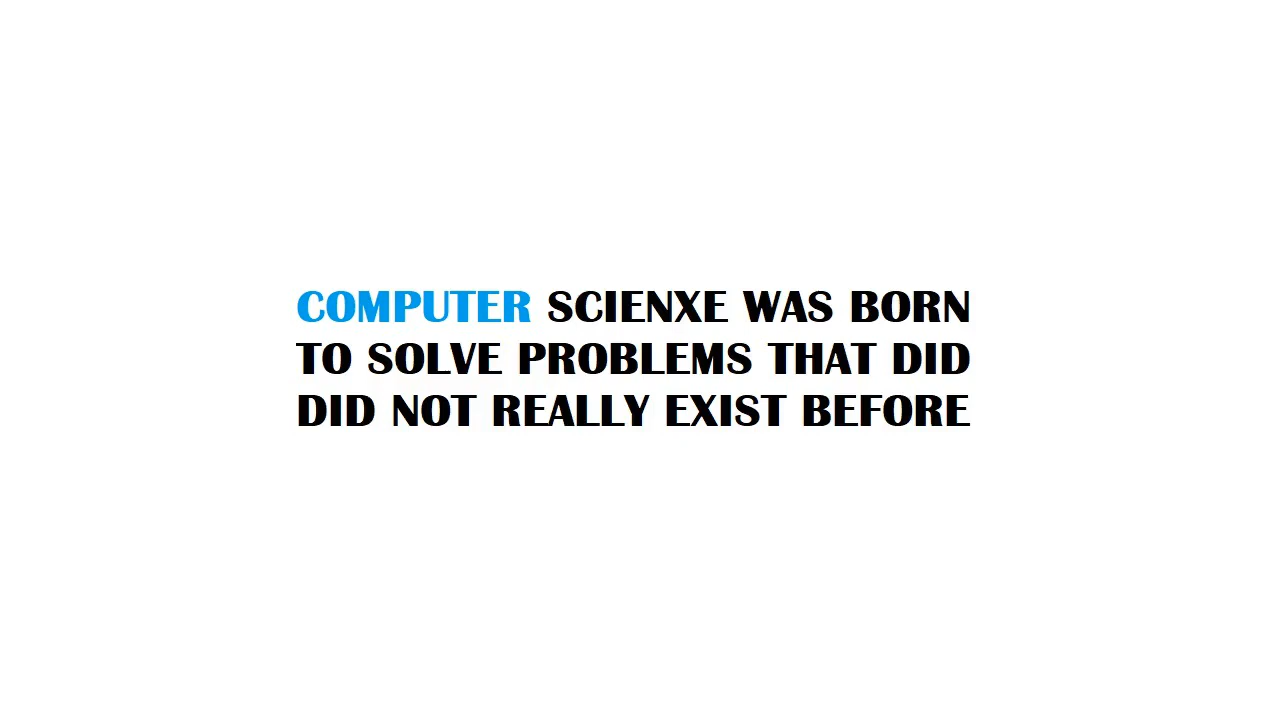 COMPUTER SCIENXE WAS BORN
TO SOLVE PROBLEMS THAT DID
DID NOT REALLY EXIST BEFORE